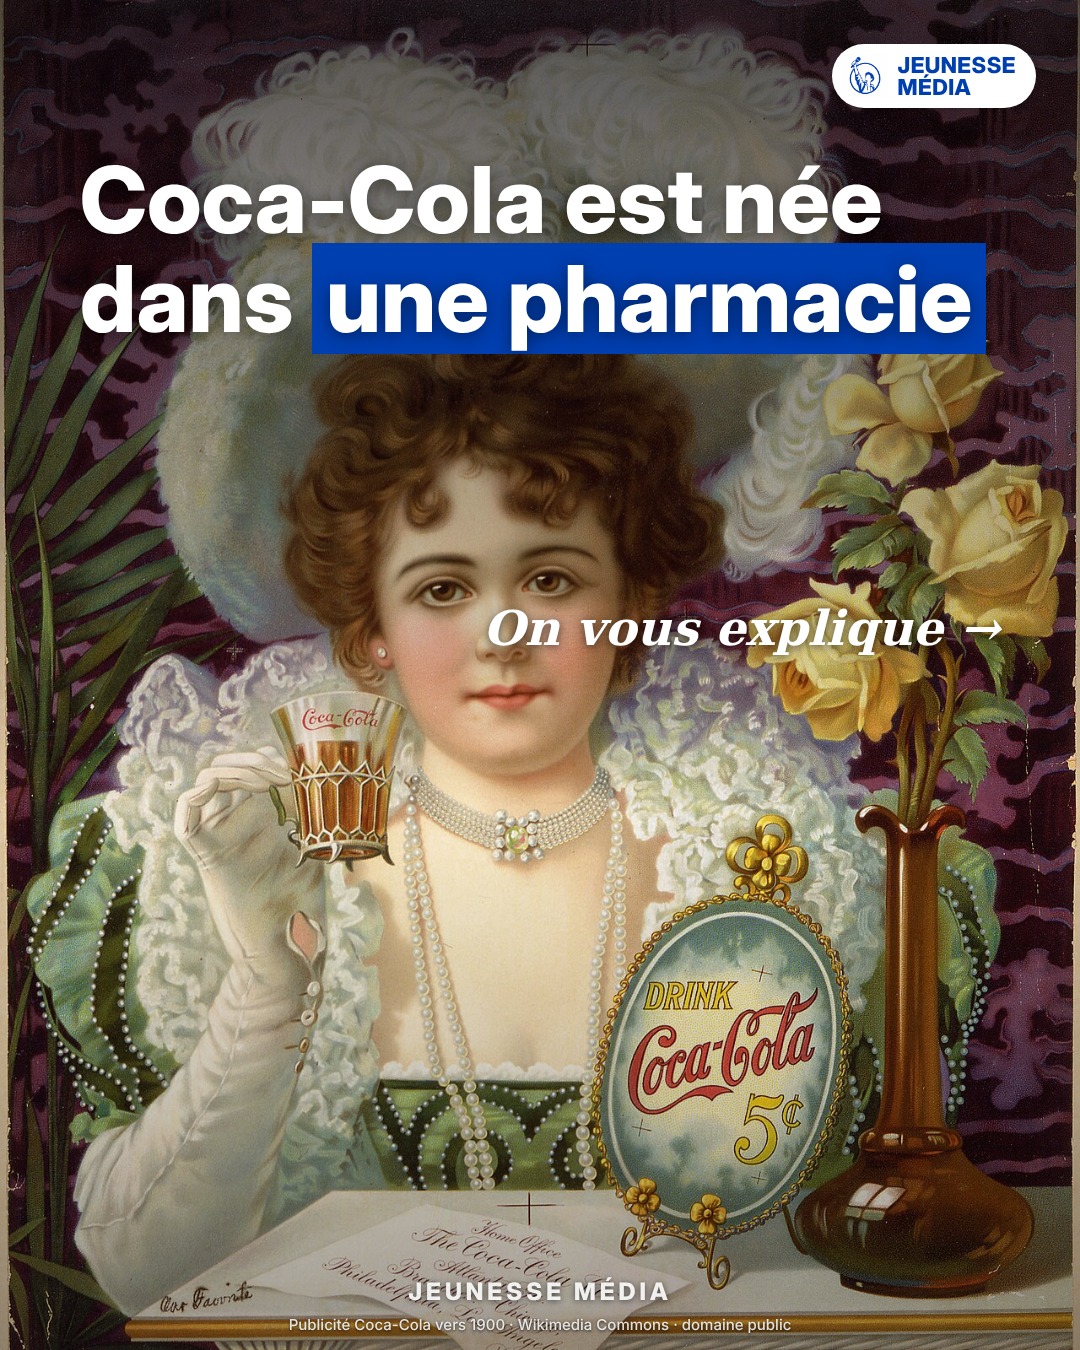 JEUNESSE
MÉDIA
Coca-Cola est née
dans une pharmacie
On vous explique →
Coca-Cola
DRINK
Coca-Cola
5¢
Home Office
The Coca-Cola
Philadelphia,
Our Favorite
JEUNESSE MÉDIA
Publicité Coca-Cola vers 1900 · Wikimedia Commons · domaine public